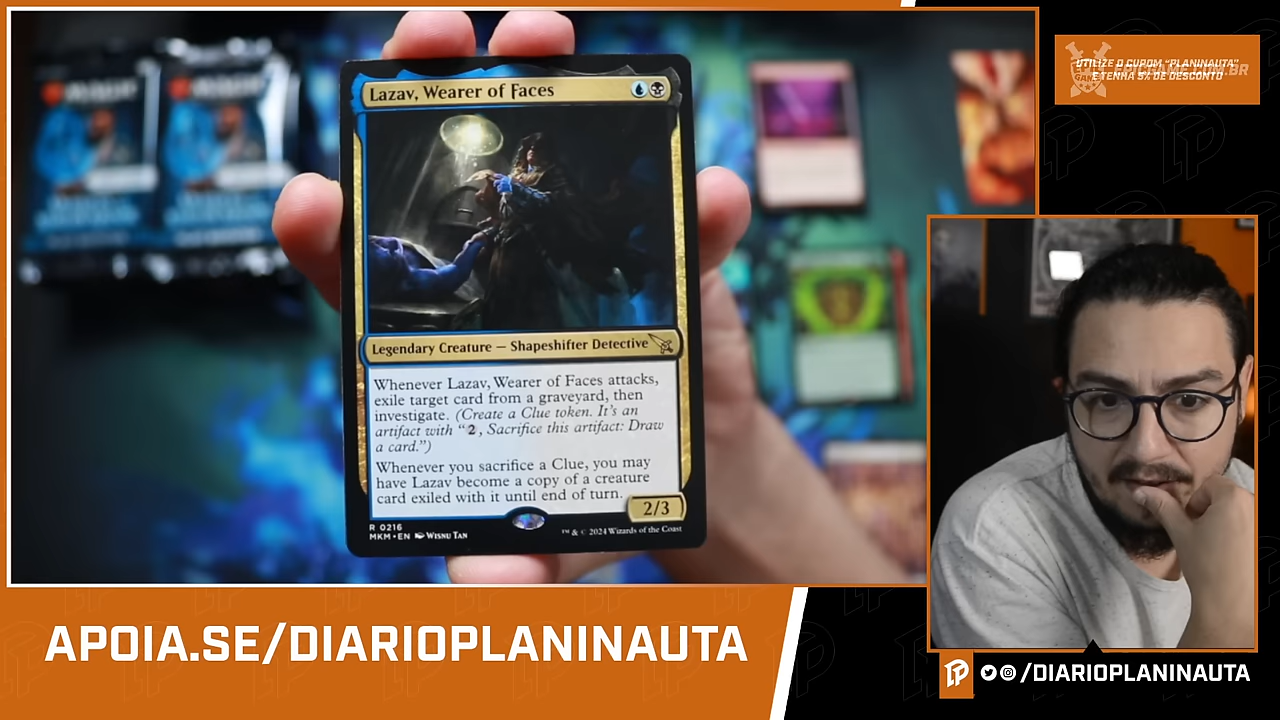 Lazav, Wearer of Faces
Legendary Creature — Shapeshifter Detective
Whenever Lazav, Wearer of Faces attacks,
exile target card from a graveyard, then
investigate. (Create a Clue token. It's an
artifact with “2, Sacrifice this artifact: Draw
a card.”)
Whenever you sacrifice a Clue, you may
have Lazav become a copy of a creature
card exiled with it until end of turn.
2/3
R 0216
MKM • EN Wisnu Tan
™ & © 2024 Wizards of the Coast
UTILIZE O CUPOM “PLANINAUTA”
E TENHA 5% DE DESCONTO
APOIA.SE/DIARIOPLANINAUTA
/DIARIOPLANINAUTA